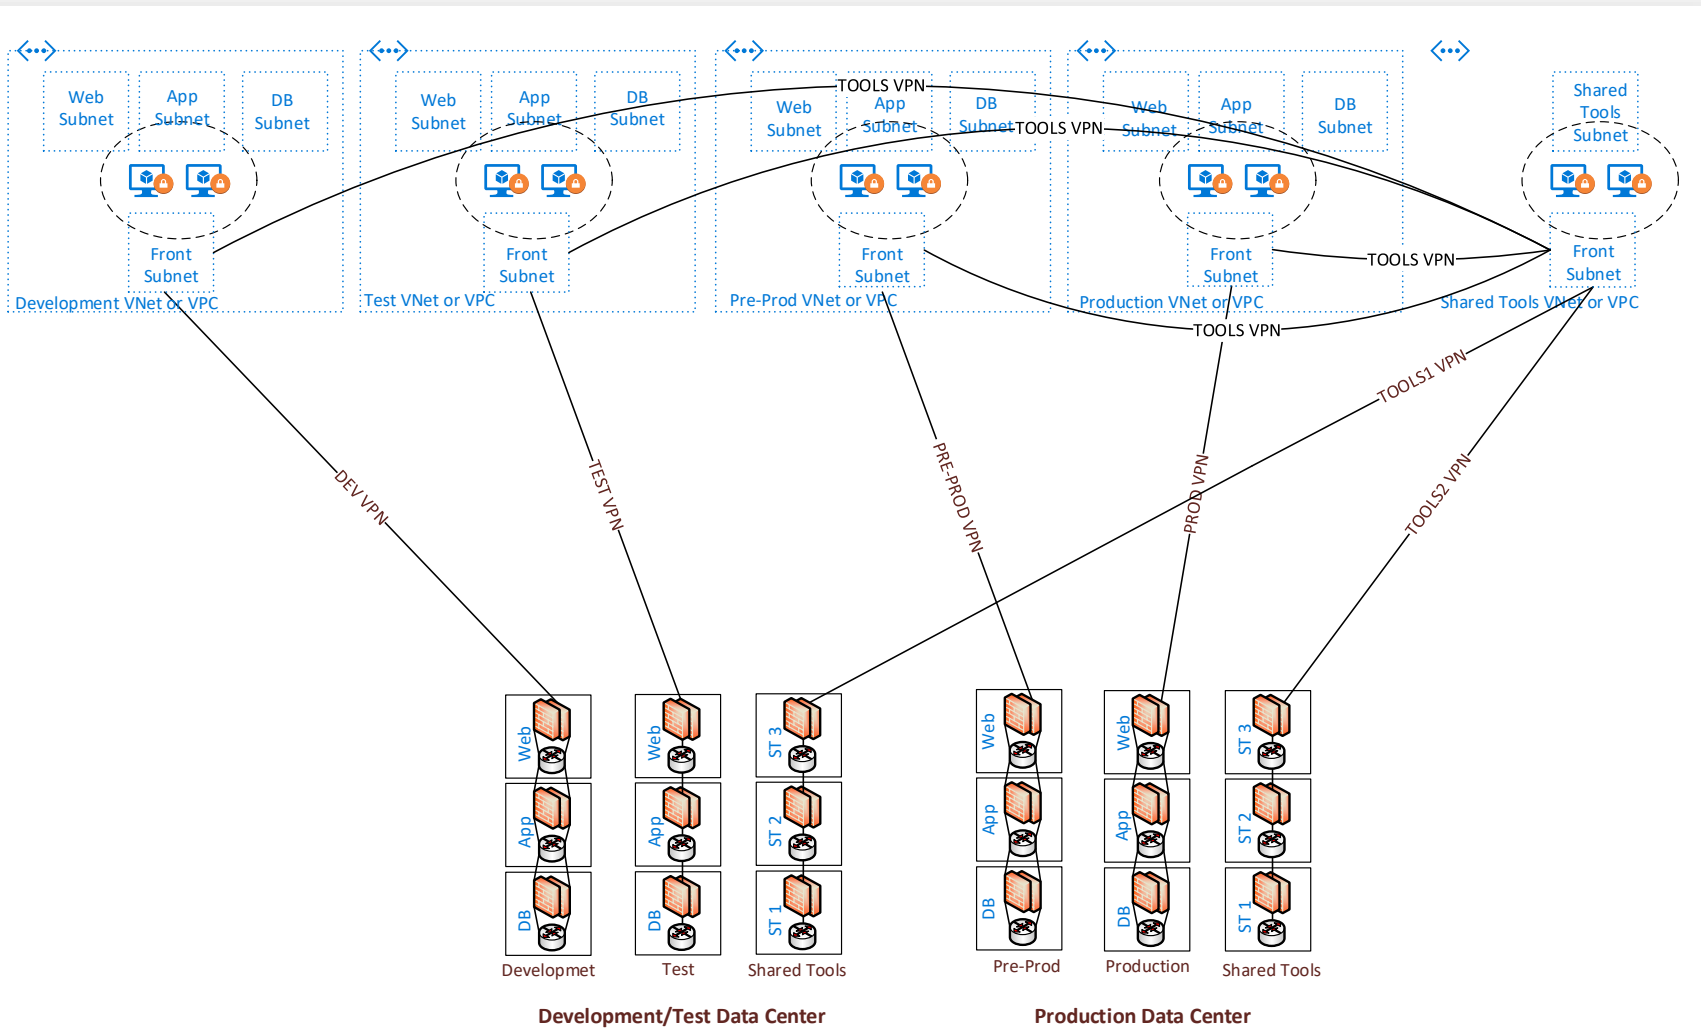 Web
Subnet
App
Subnet
DB
Subnet
Front
Subnet
Development VNet or VPC
Web
Subnet
App
Subnet
DB
Subnet
Front
Subnet
Test VNet or VPC
Web
Subnet
App
Subnet
DB
Subnet
Front
Subnet
Pre-Prod VNet or VPC
Web
Subnet
App
Subnet
DB
Subnet
Front
Subnet
Production VNet or VPC
Shared
Tools
Subnet
Front
Subnet
Shared Tools VNet or VPC
TOOLS VPN
TOOLS VPN
TOOLS VPN
TOOLS VPN
DEV VPN
TEST VPN
PRE-PROD VPN
PROD VPN
TOOLS1 VPN
TOOLS2 VPN
Web
App
DB
Developmet
Web
App
DB
Test
ST 3
ST 2
ST 1
Shared Tools
Development/Test Data Center
Web
App
DB
Pre-Prod
Web
App
DB
Production
ST 3
ST 2
ST 1
Shared Tools
Production Data Center